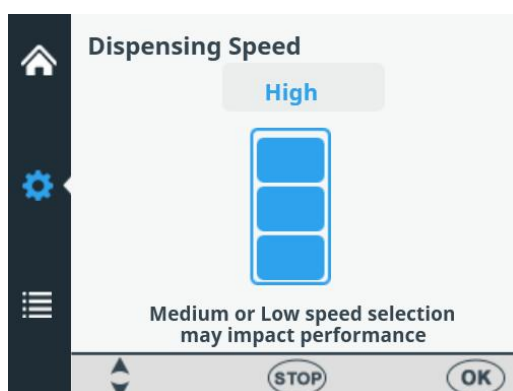 Dispensing Speed
High
Medium or Low speed selection
may impact performance
STOP
OK